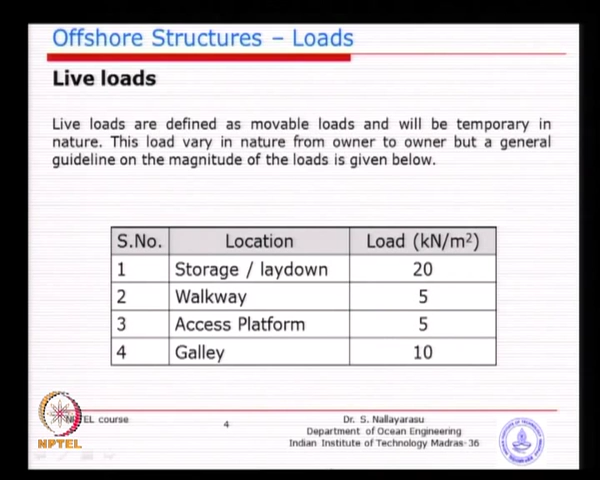 Offshore Structures – Loads
Live loads
Live loads are defined as movable loads and will be temporary in
nature. This load vary in nature from owner to owner but a general
guideline on the magnitude of the loads is given below.
S.No. Location Load (kN/m²)
1 Storage / laydown 20
2 Walkway 5
3 Access Platform 5
4 Galley 10
NPTEL course
4
Dr. S. Nallayarasu
Department of Ocean Engineering
Indian Institute of Technology Madras-36
NPTEL